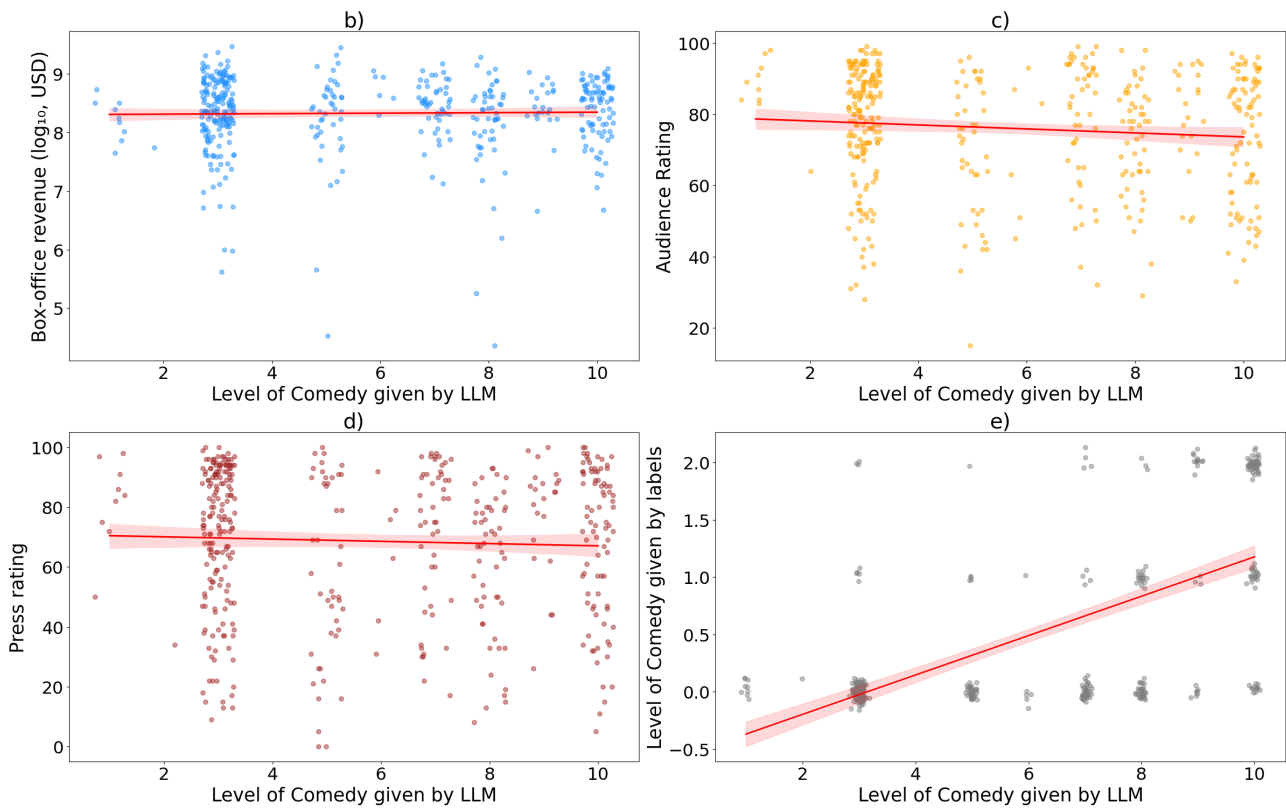 b)
Box-office revenue (log₁₀, USD)
9
8
7
6
5
2 4 6 8 10
Level of Comedy given by LLM
c)
Audience Rating
100
80
60
40
20
2 4 6 8 10
Level of Comedy given by LLM
d)
Press rating
100
80
60
40
20
0
2 4 6 8 10
Level of Comedy given by LLM
e)
Level of Comedy given by labels
2.0
1.5
1.0
0.5
0.0
−0.5
2 4 6 8 10
Level of Comedy given by LLM